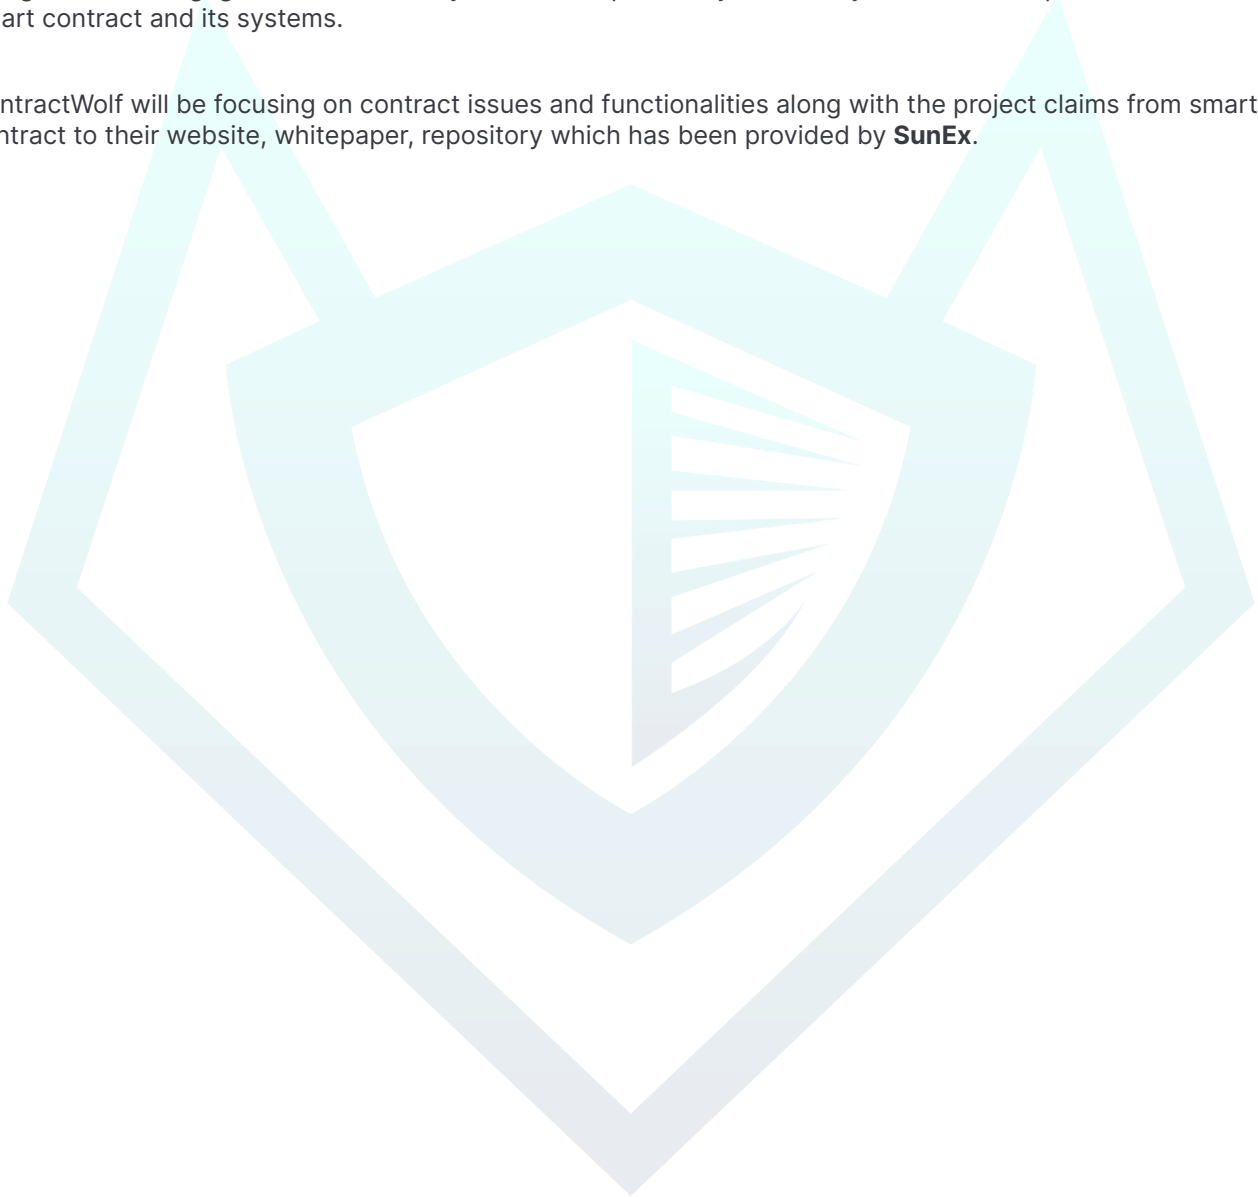 art contract and its systems.
ntractWolf will be focusing on contract issues and functionalities along with the project claims from smart
ntract to their website, whitepaper, repository which has been provided by SunEx.